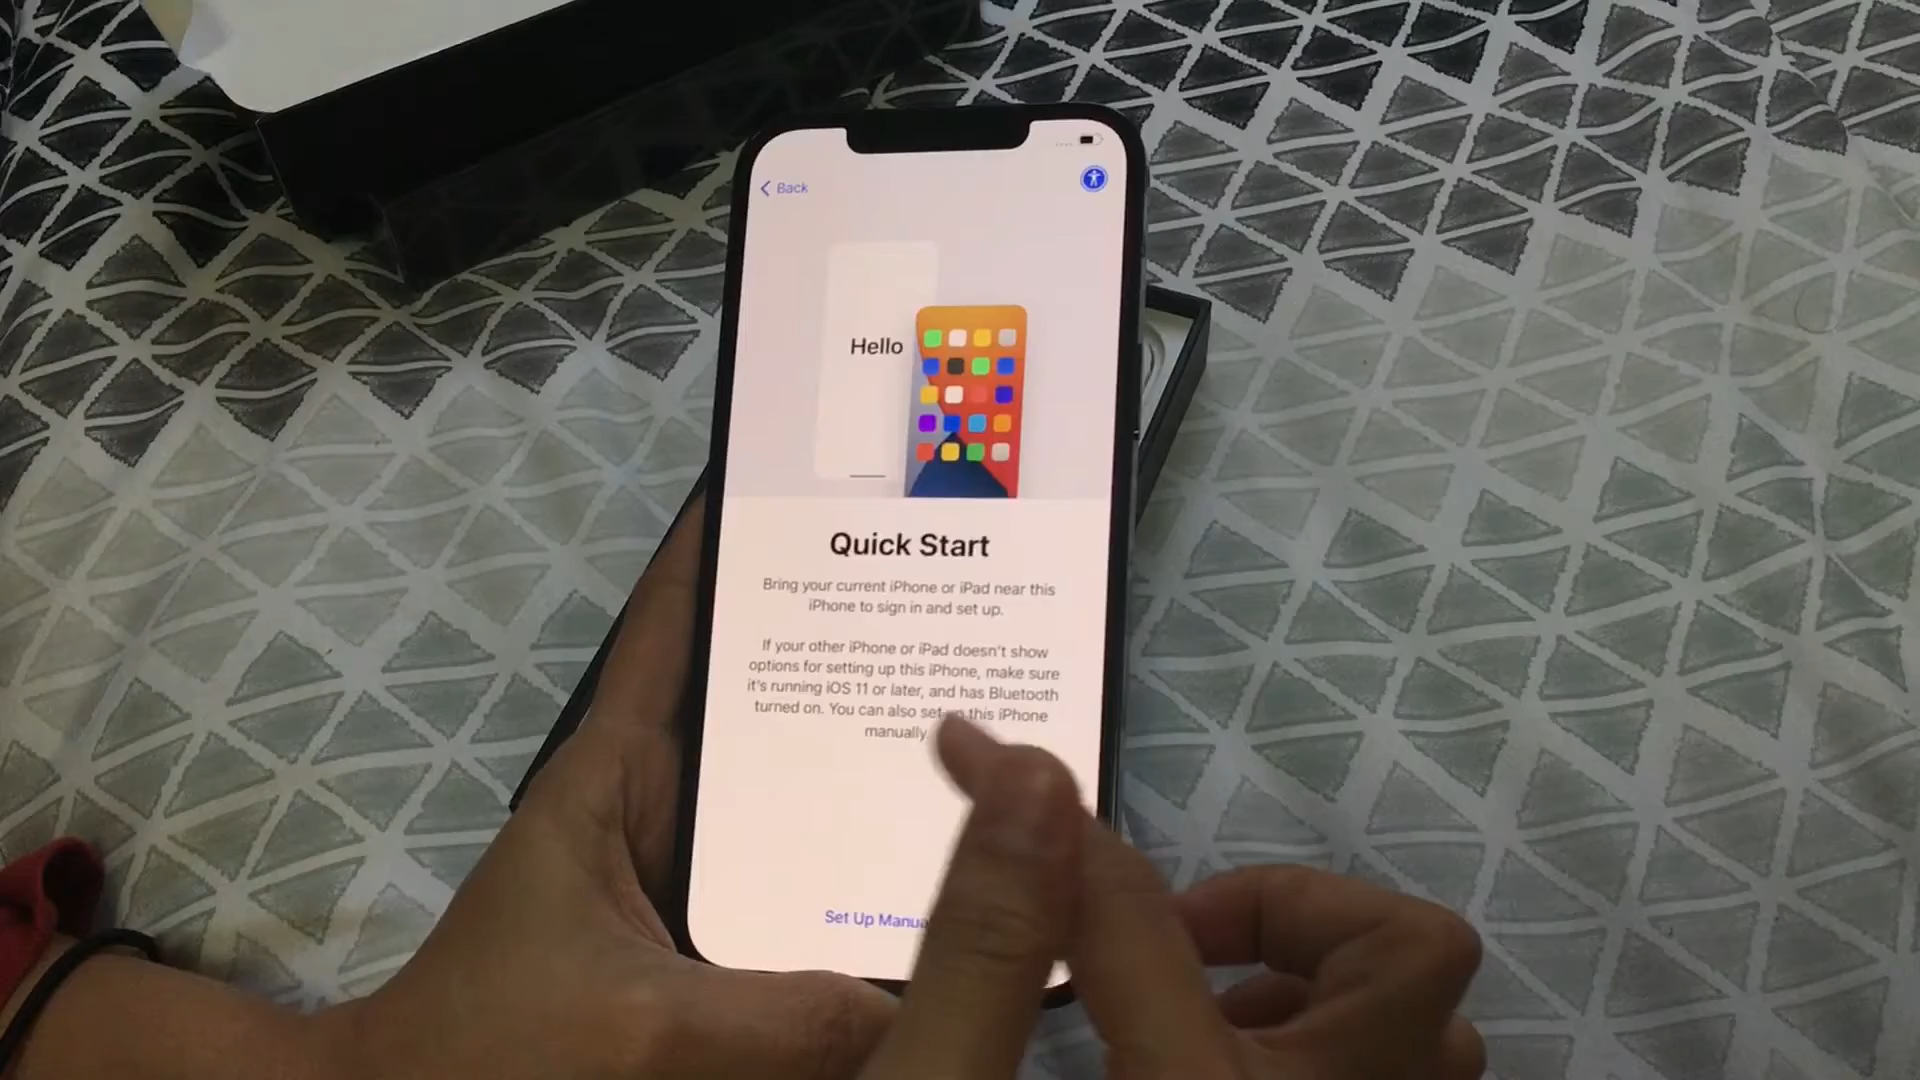 Back
Hello
Quick Start
Bring your current iPhone or iPad near this
iPhone to sign in and set up.
If your other iPhone or iPad doesn't show
options for setting up this iPhone, make sure
it's running iOS 11 or later, and has Bluetooth
turned on. You can also set up this iPhone
manually.
Set Up